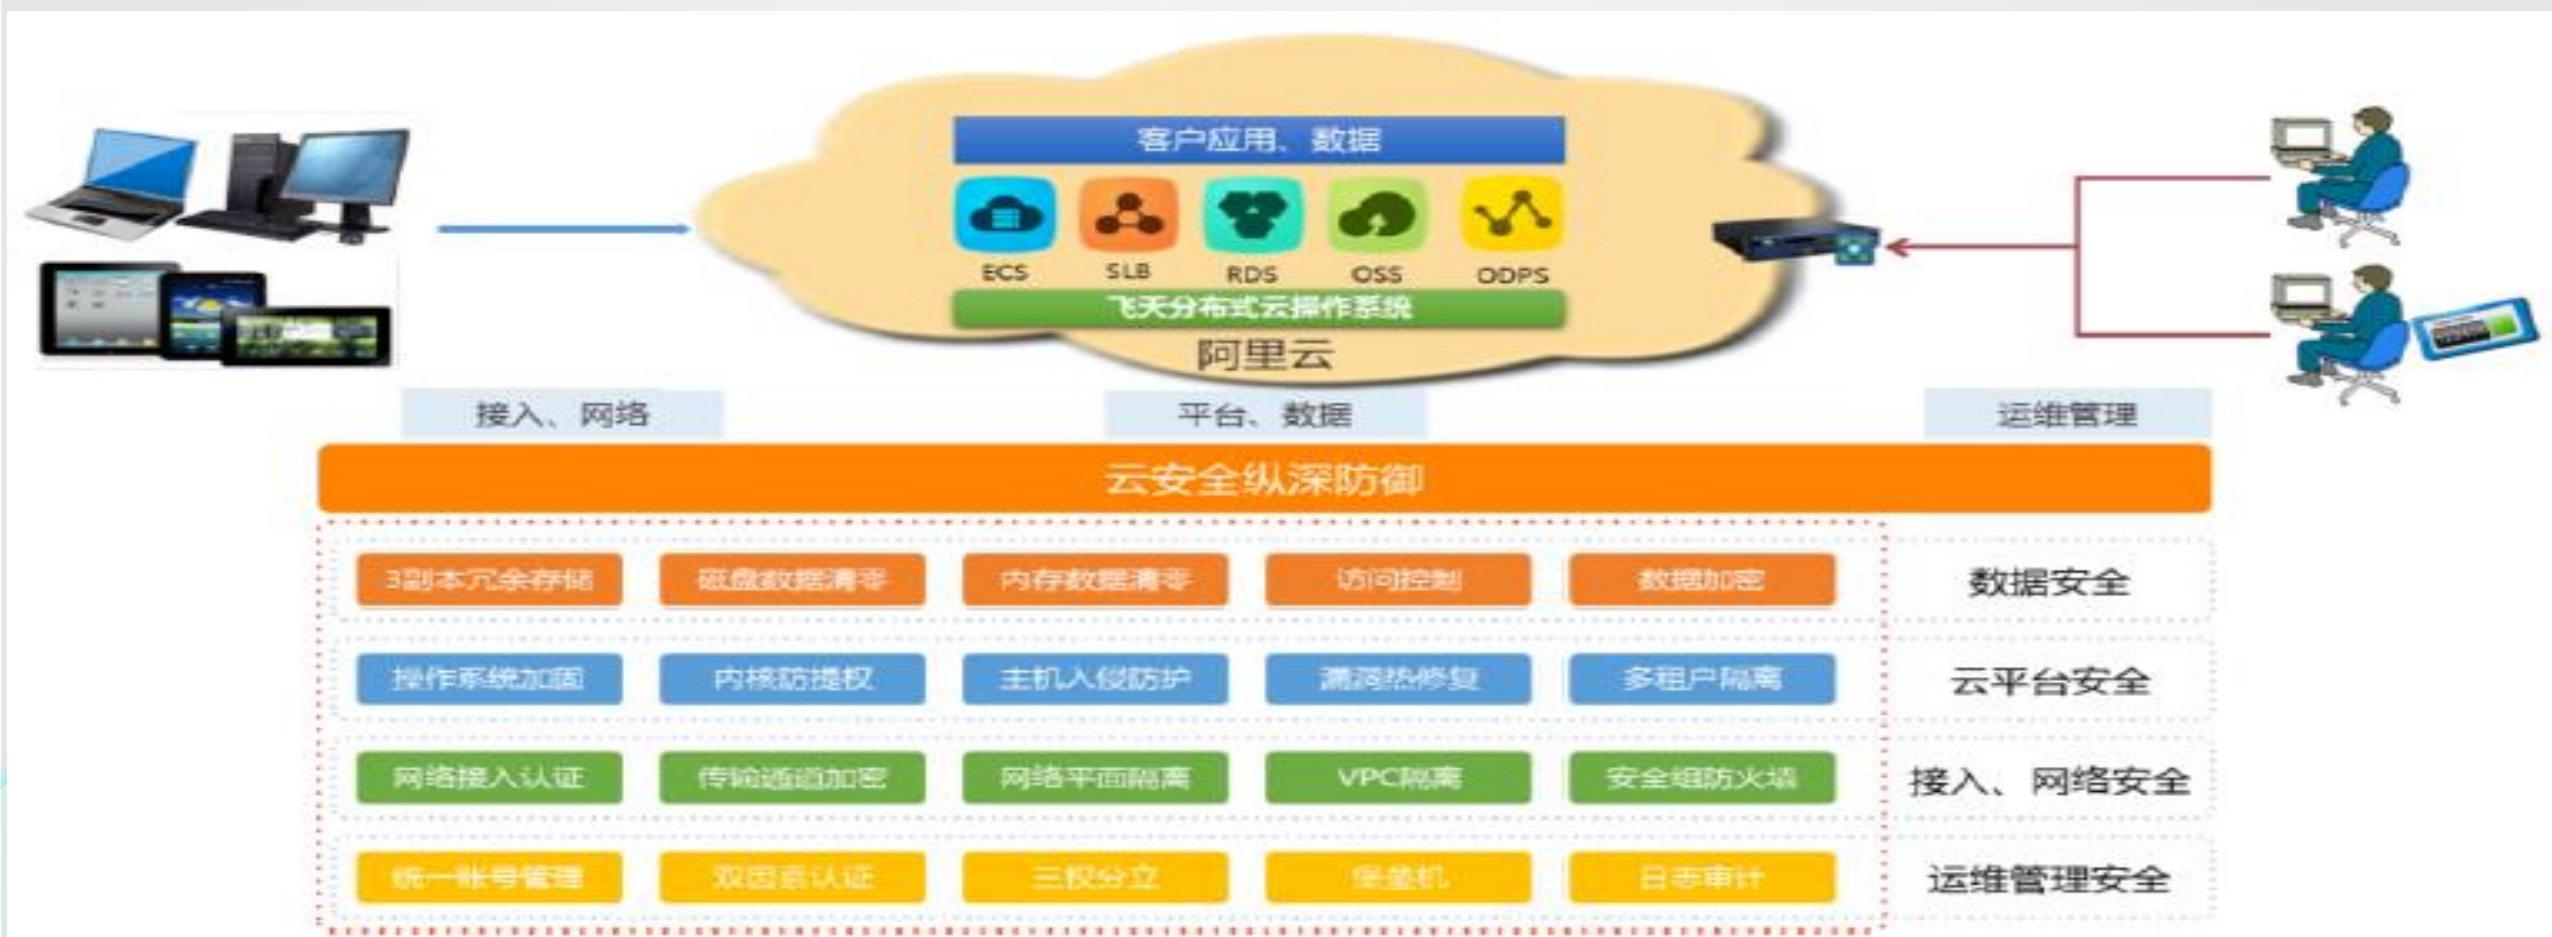 客户应用、数据
ECS SLB RDS OSS ODPS
飞天分布式云操作系统
阿里云
接入、网络 平台、数据 运维管理
云安全纵深防御
3副本冗余存储 磁盘数据清零 内存数据清零 访问控制 数据加密 数据安全
操作系统加固 内核防提权 主机入侵防护 漏洞热修复 多租户隔离 云平台安全
网络接入认证 传输通道加密 网络平面隔离 VPC隔离 安全组防火墙 接入、网络安全
统一账号管理 双因素认证 三权分立 堡垒机 日志审计 运维管理安全